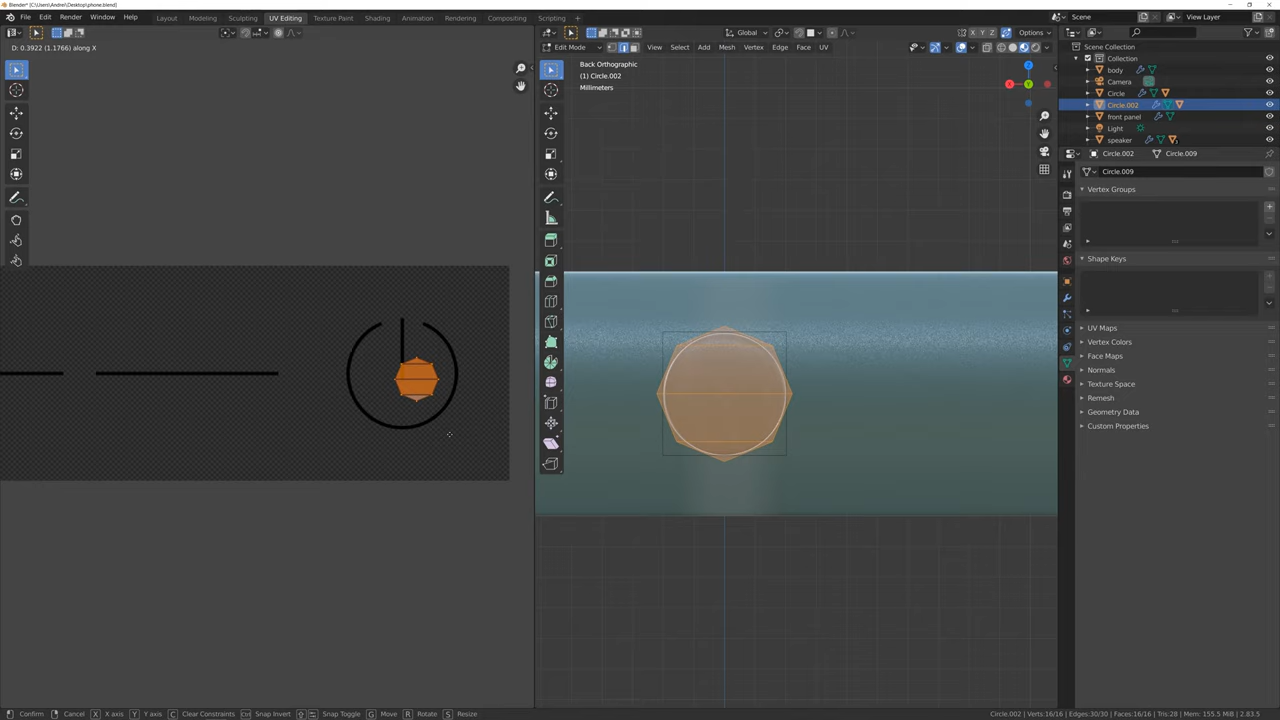 Blender* [C:\Users\Andrei\Desktop\phone.blend]
File Edit Render Window Help Layout Modeling Sculpting UV Editing Texture Paint Shading Animation Rendering Compositing Scripting Scene View Layer
Global Options
D: 0.3922 (1.1766) along X
Edit Mode View Select Add Mesh Vertex Edge Face UV
Scene Collection
Collection
body
Camera
Circle
Circle.002
front panel
Light
speaker
Back Orthographic
(1) Circle.002
Millimeters
Z
X
Y
Circle.002 Circle.009
Circle.009
Vertex Groups
Shape Keys
UV Maps
Vertex Colors
Face Maps
Normals
Texture Space
Remesh
Geometry Data
Custom Properties
Confirm Cancel X X axis Y Y axis C Clear Constraints Ctrl Snap Invert Snap Toggle G Move R Rotate S Resize Circle.002 | Verts:16/16 | Edges:30/30 | Faces:16/16 | Tris:28 | Mem: 155.5 MiB | 2.83.5